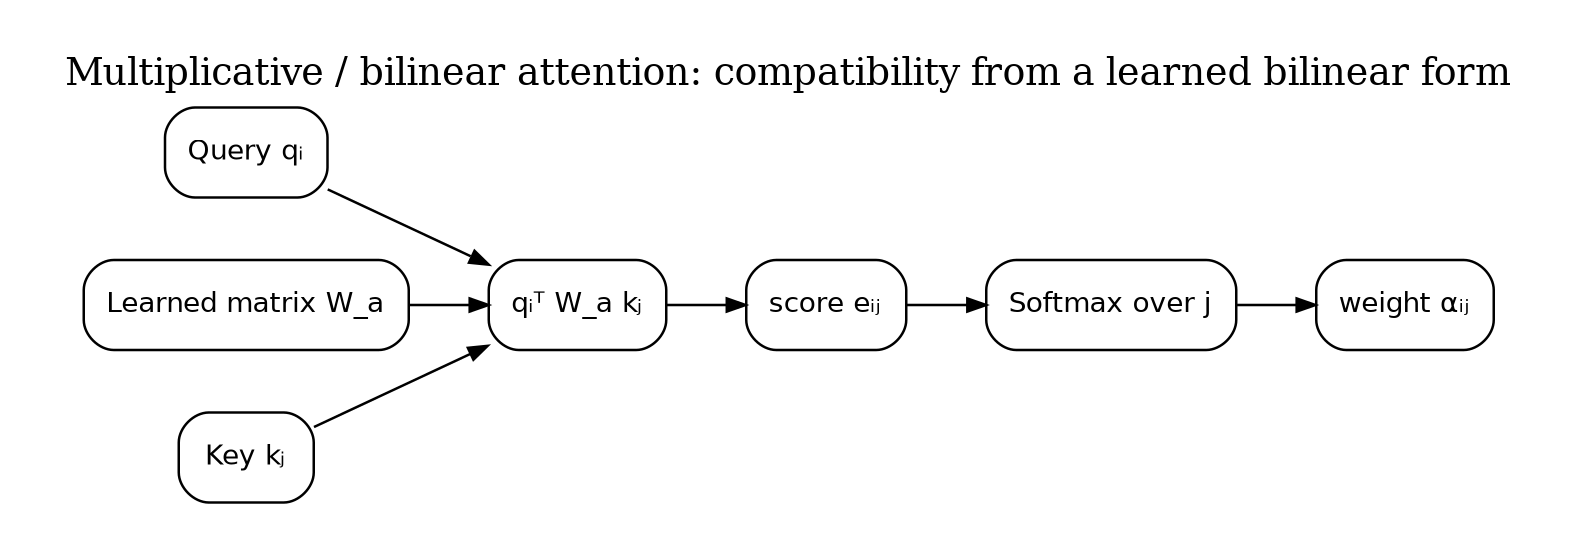 Multiplicative / bilinear attention: compatibility from a learned bilinear form
Query qᵢ
Learned matrix W_a
qᵢᵀ W_a kⱼ
score eᵢⱼ
Softmax over j
weight αᵢⱼ
Key kⱼ